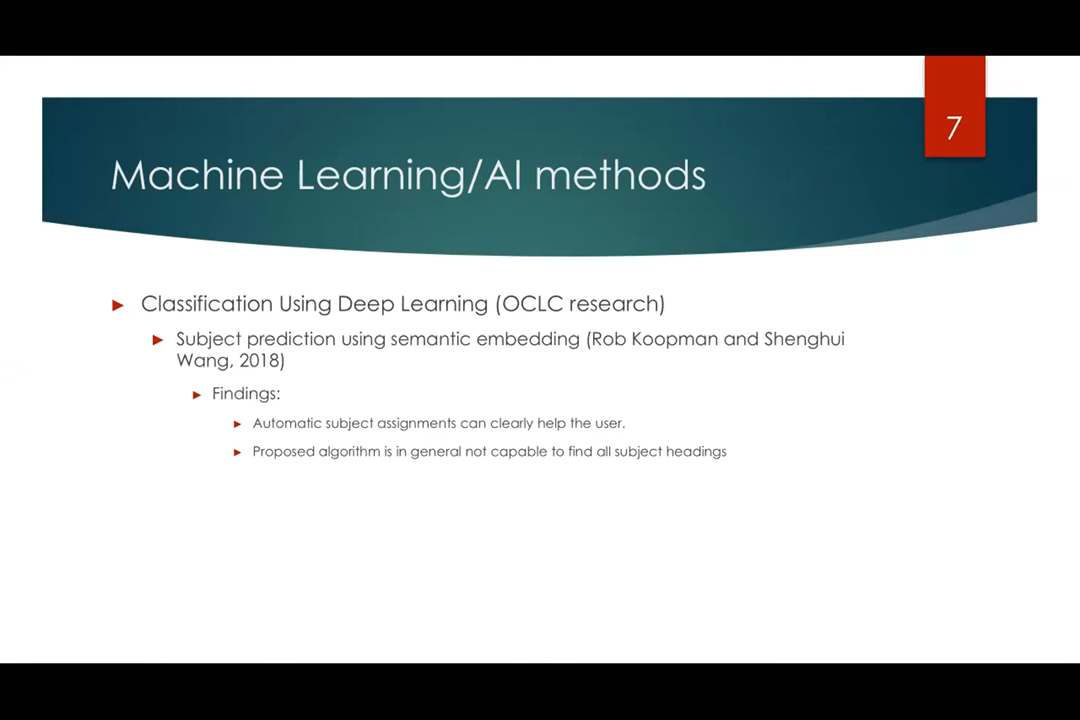 7
Machine Learning/AI methods
Classification Using Deep Learning (OCLC research)
Subject prediction using semantic embedding (Rob Koopman and Shenghui
Wang, 2018)
Findings:
Automatic subject assignments can clearly help the user.
Proposed algorithm is in general not capable to find all subject headings